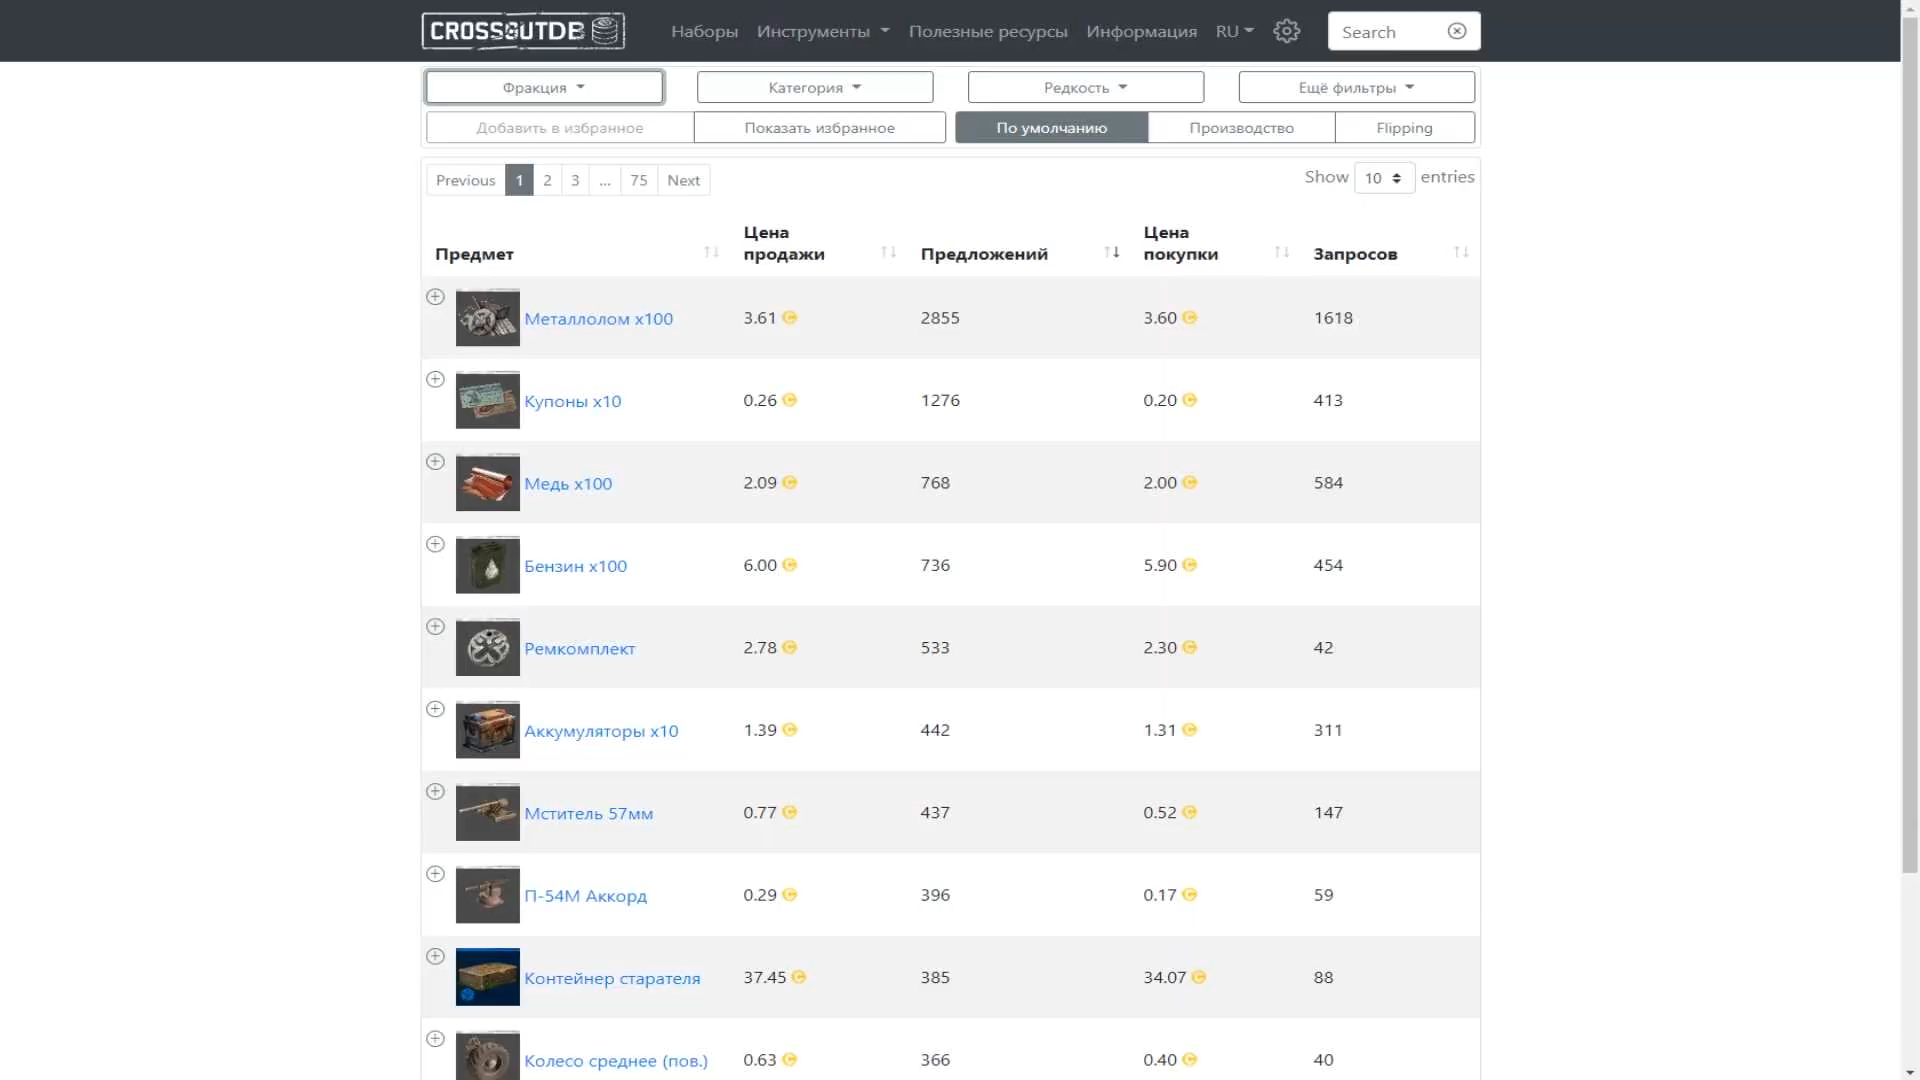 CROSSOUTDB Наборы Инструменты Полезные ресурсы Информация RU Search
Фракция Категория Редкость Ещё фильтры
Добавить в избранное Показать избранное По умолчанию Производство Flipping
Previous 1 2 3 ... 75 Next Show 10 entries
Предмет Цена продажи Предложений Цена покупки Запросов
Металлолом x100 3.61 2855 3.60 1618
Купоны x10 0.26 1276 0.20 413
Медь x100 2.09 768 2.00 584
Бензин x100 6.00 736 5.90 454
Ремкомплект 2.78 533 2.30 42
Аккумуляторы x10 1.39 442 1.31 311
Мститель 57мм 0.77 437 0.52 147
П-54М Аккорд 0.29 396 0.17 59
Контейнер старателя 37.45 385 34.07 88
Колесо среднее (пов.) 0.63 366 0.40 40